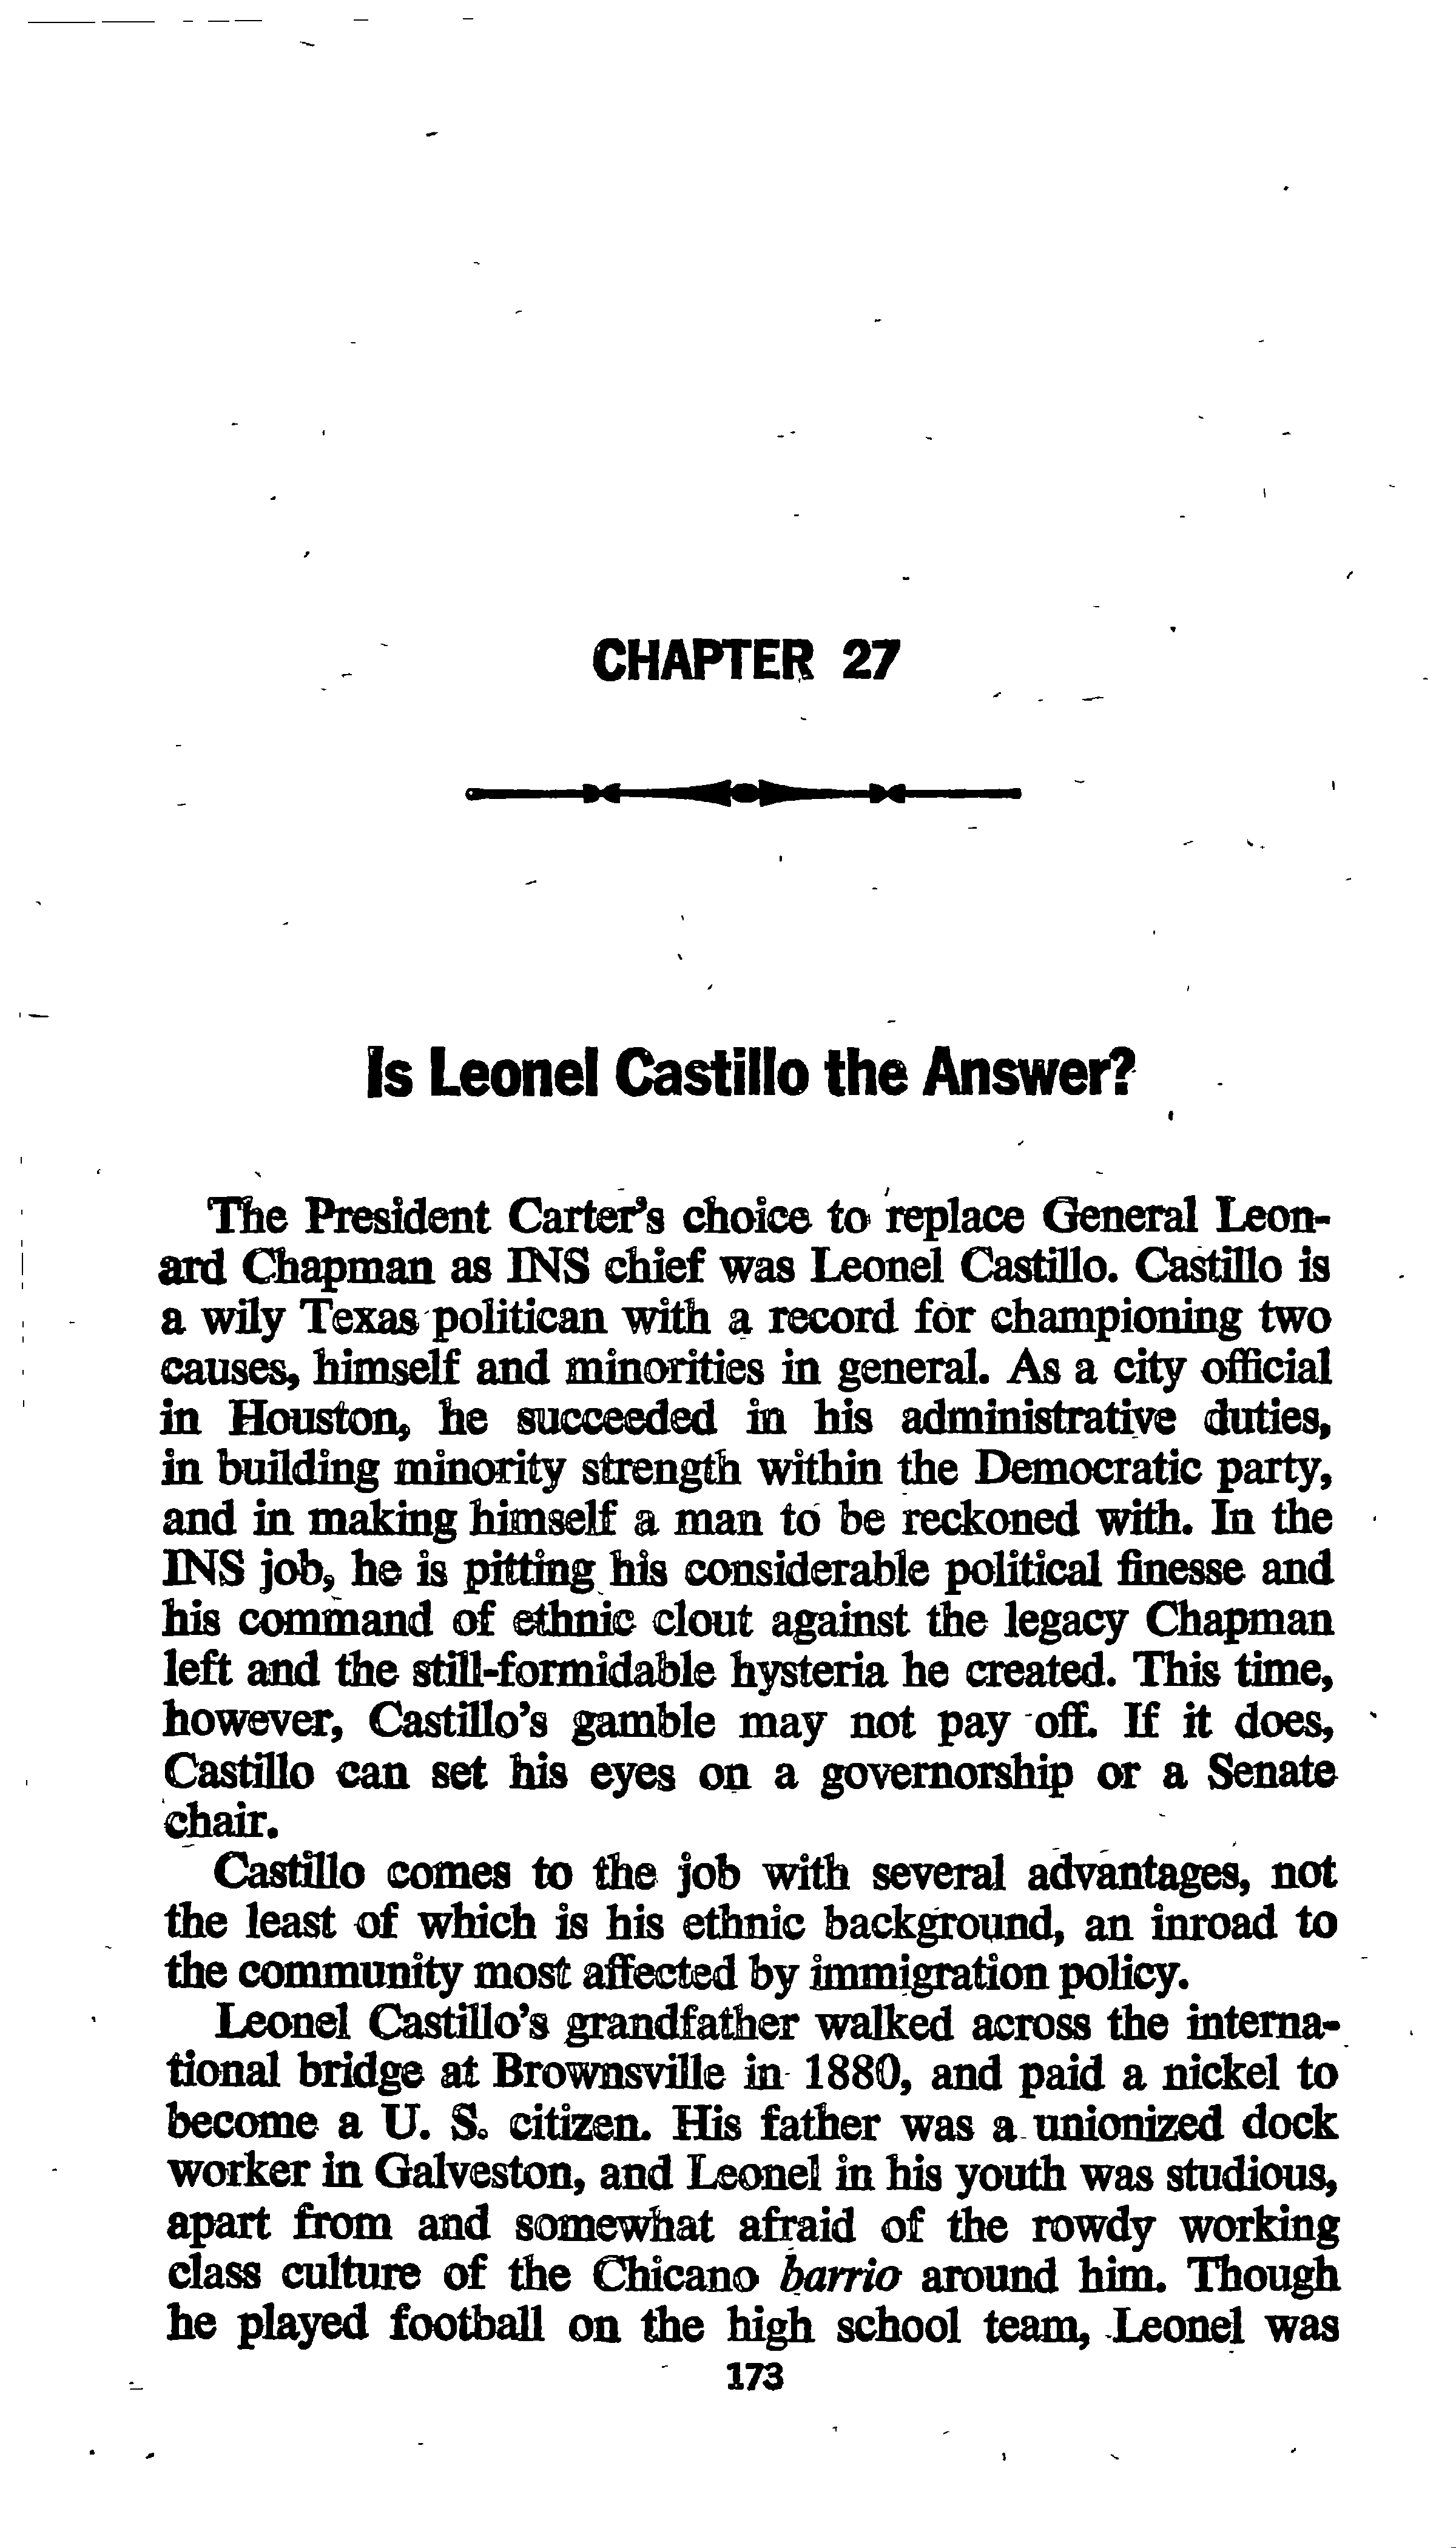 CHAPTER 27
Is Leonel Castillo the Answer?
The President Carter's choice to replace General Leon-
ard Chapman as INS chief was Leonel Castillo. Castillo is
a wily Texas politican with a record for championing two
causes, himself and minorities in general. As a city official
in Houston, he succeeded in his administrative duties,
in building minority strength within the Democratic party,
and in making himself a man to be reckoned with. In the
INS job, he is pitting his considerable political finesse and
his command of ethnic clout against the legacy Chapman
left and the still-formidable hysteria he created. This time,
however, Castillo's gamble may not pay off. If it does,
Castillo can set his eyes on a governorship or a Senate
chair.
Castillo comes to the job with several advantages, not
the least of which is his ethnic background, an inroad to
the community most affected by immigration policy.
Leonel Castillo's grandfather walked across the interna-
tional bridge at Brownsville in 1880, and paid a nickel to
become a U. S. citizen. His father was a unionized dock
worker in Galveston, and Leonel in his youth was studious,
apart from and somewhat afraid of the rowdy working
class culture of the Chicano barrio around him. Though
he played football on the high school team, Leonel was
173